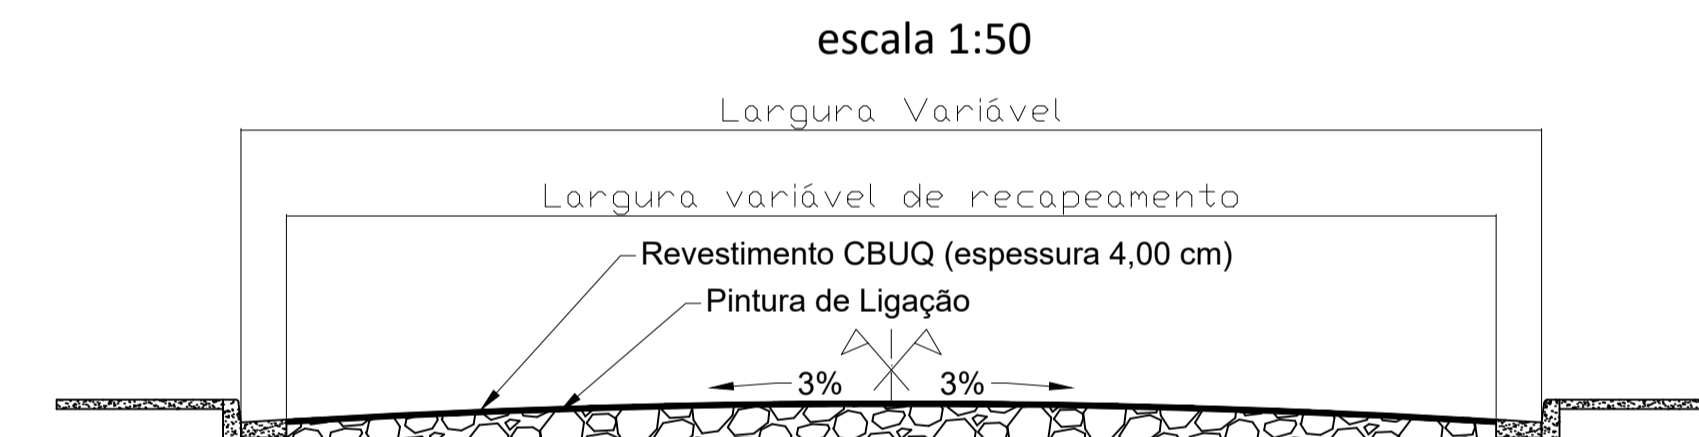 escala 1:50
Largura Variável
Largura variável de recapeamento
Revestimento CBUQ (espessura 4,00 cm)
Pintura de Ligação
3% 3%